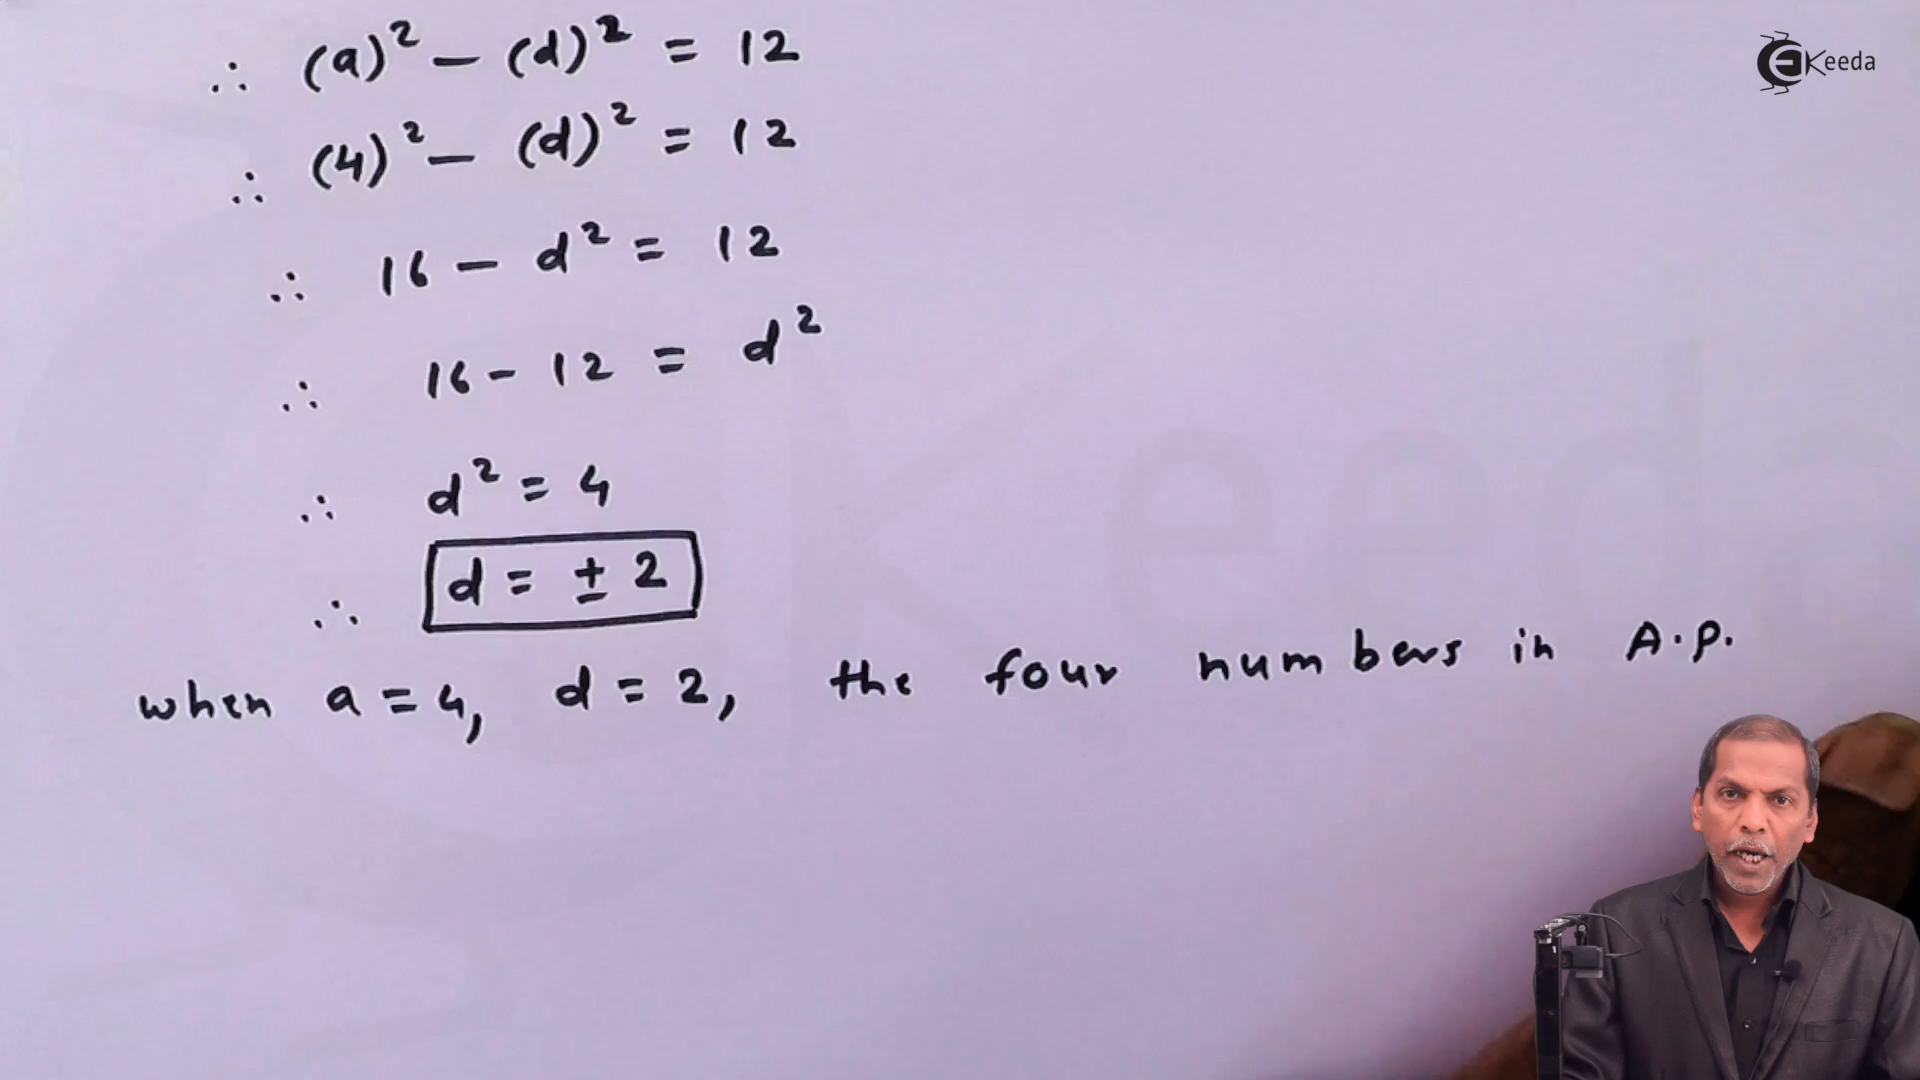 ∴ (a)² − (d)² = 12
EKeeda
∴ (4)² − (d)² = 12
∴ 16 − d² = 12
∴ 16 - 12 = d²
∴ d² = 4
∴ d = ± 2
when a = 4, d = 2, the four numbers in A.P.